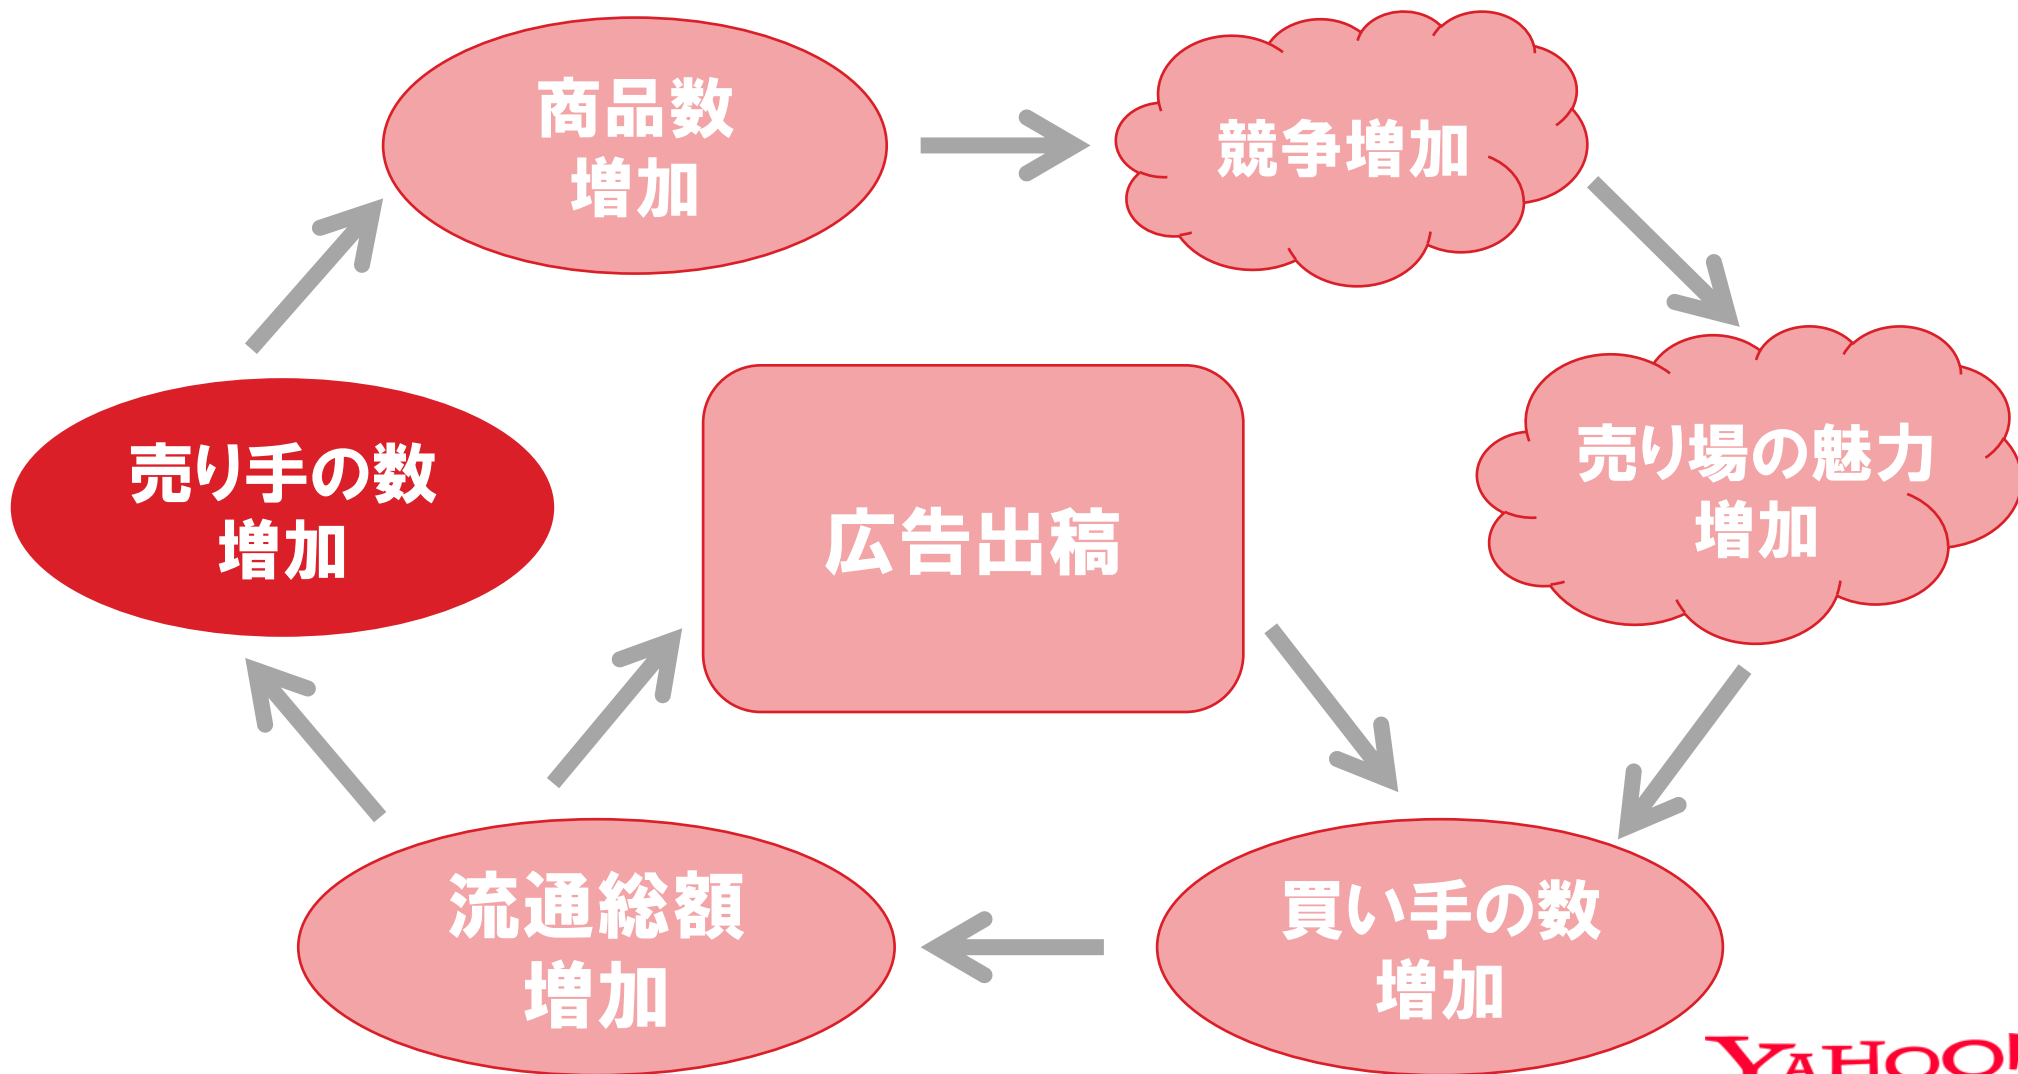 商品数
増加
競争増加
売り手の数
増加
広告出稿
売り場の魅力
増加
流通総額
増加
買い手の数
増加
YAHOO!